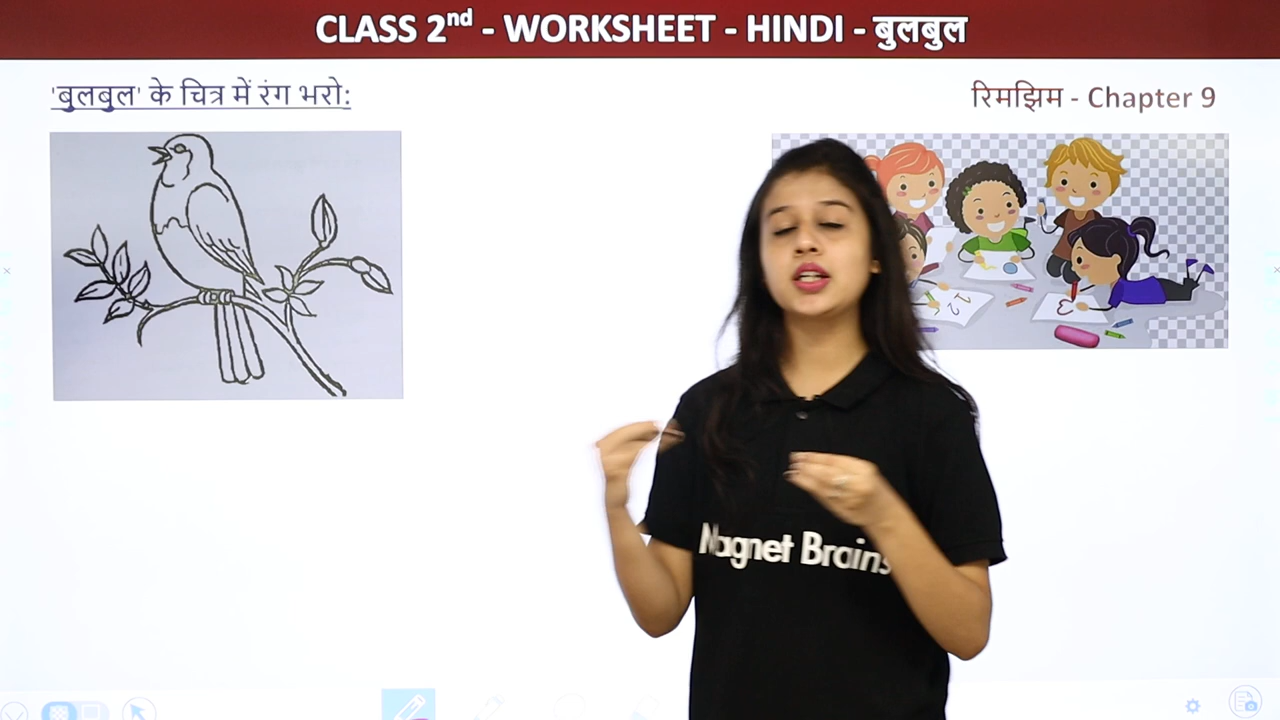 CLASS 2nd - WORKSHEET - HINDI - बुलबुल
'बुलबुल' के चित्र में रंग भरो:
रिमझिम - Chapter 9
Magnet Brains